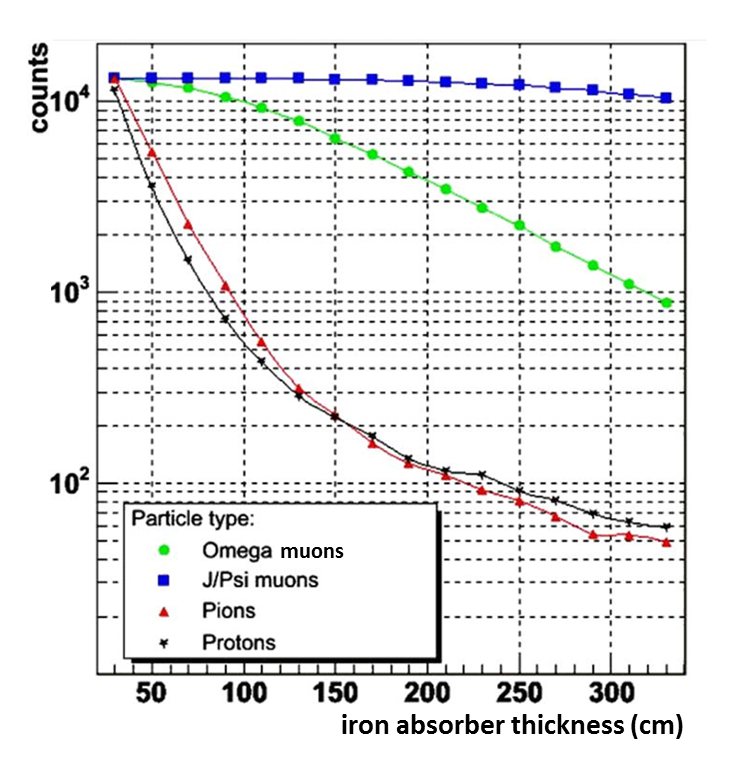 counts
10⁴
10³
10²
Particle type:
Omega muons
J/Psi muons
Pions
Protons
50 100 150 200 250 300
iron absorber thickness (cm)